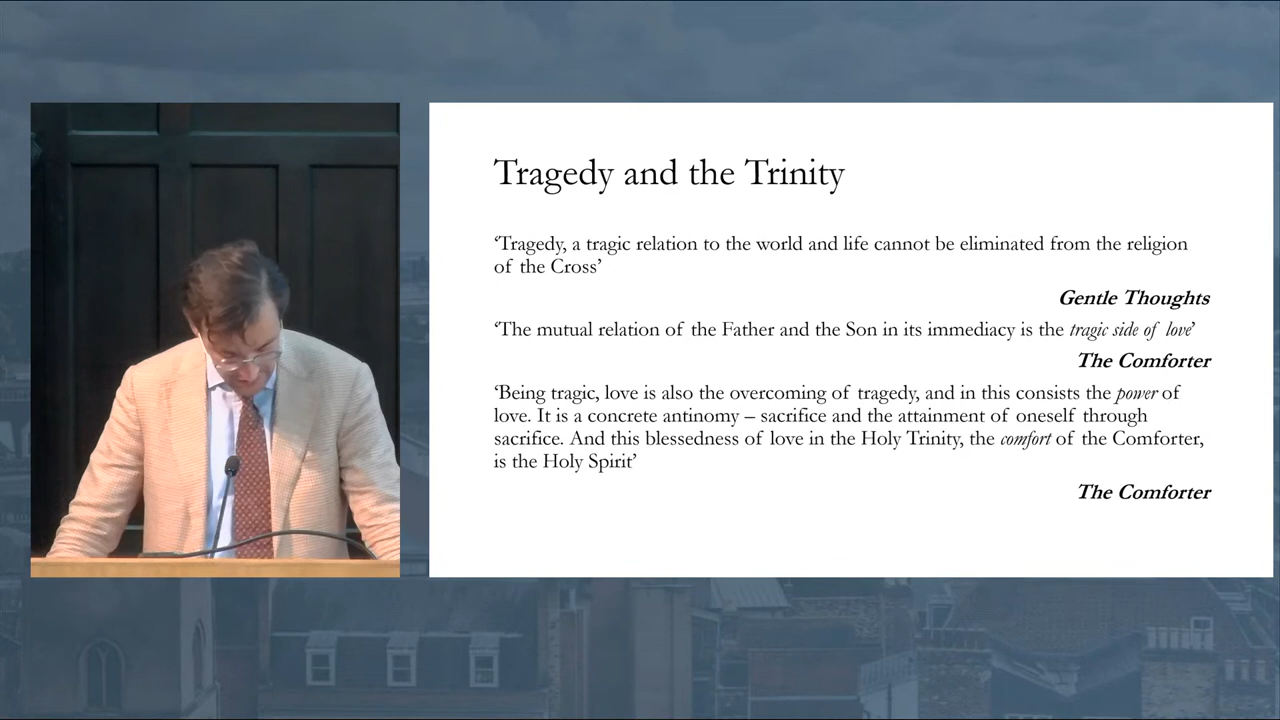 Tragedy and the Trinity
‘Tragedy, a tragic relation to the world and life cannot be eliminated from the religion
of the Cross’
Gentle Thoughts
‘The mutual relation of the Father and the Son in its immediacy is the tragic side of love’
The Comforter
‘Being tragic, love is also the overcoming of tragedy, and in this consists the power of
love. It is a concrete antinomy – sacrifice and the attainment of oneself through
sacrifice. And this blessedness of love in the Holy Trinity, the comfort of the Comforter,
is the Holy Spirit’
The Comforter